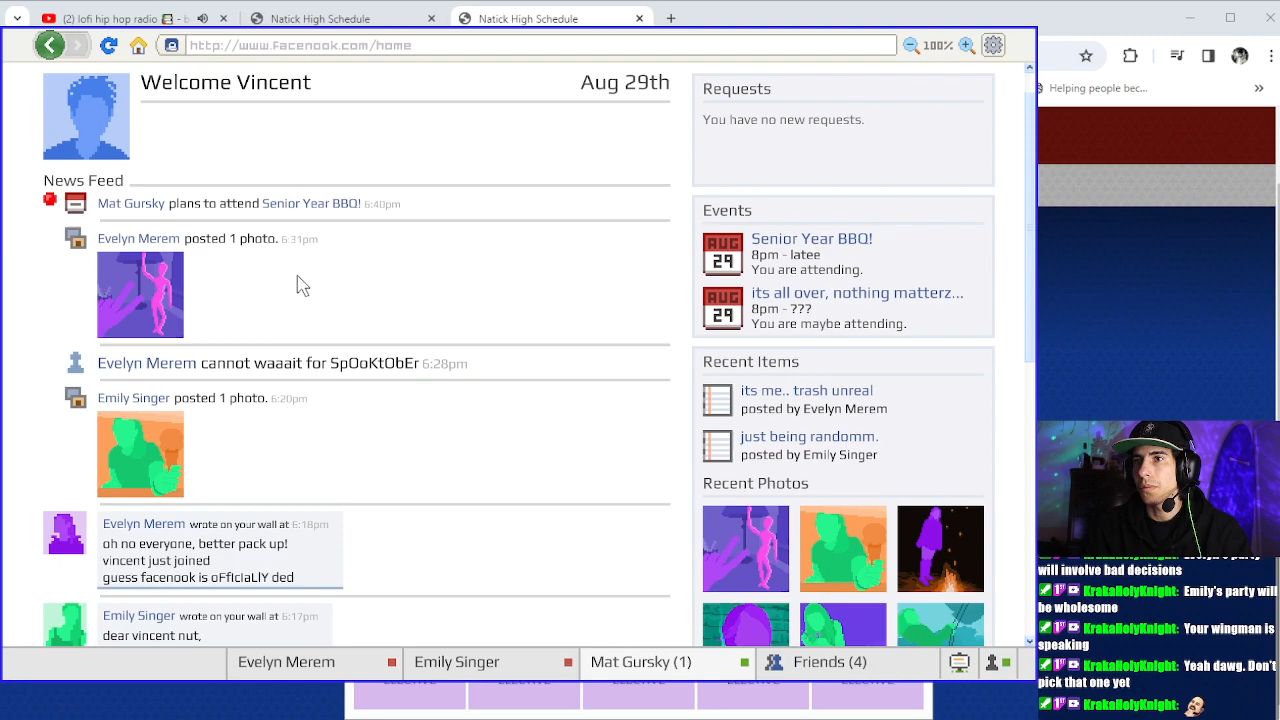 (2) lofi hip hop radio
Natick High Schedule
Natick High Schedule
http://www.facenook.com/home
100%
Helping people bec...
Welcome Vincent
Aug 29th
News Feed
Mat Gursky plans to attend Senior Year BBQ! 6:40pm
Evelyn Merem posted 1 photo. 6:31pm
Evelyn Merem cannot waaait for SpOoKtObEr 6:28pm
Emily Singer posted 1 photo. 6:20pm
Evelyn Merem wrote on your wall at 6:18pm
oh no everyone, better pack up!
vincent just joined
guess facenook is oFfIcIaLlY ded
Emily Singer wrote on your wall at 6:17pm
dear vincent nut,
Requests
You have no new requests.
Events
AUG
29
Senior Year BBQ!
8pm - latee
You are attending.
AUG
29
its all over, nothing matterz...
8pm - ???
You are maybe attending.
Recent Items
its me.. trash unreal
posted by Evelyn Merem
just being randomm.
posted by Emily Singer
Recent Photos
Evelyn Merem
Emily Singer
Mat Gursky (1)
Friends (4)
will involve bad decisions
1st KrakaHolyKnight: Emily's party will
be wholesome
1st KrakaHolyKnight: Your wingman is
speaking
1st KrakaHolyKnight: Yeah dawg. Don't
pick that one yet
1st KrakaHolyKnight: